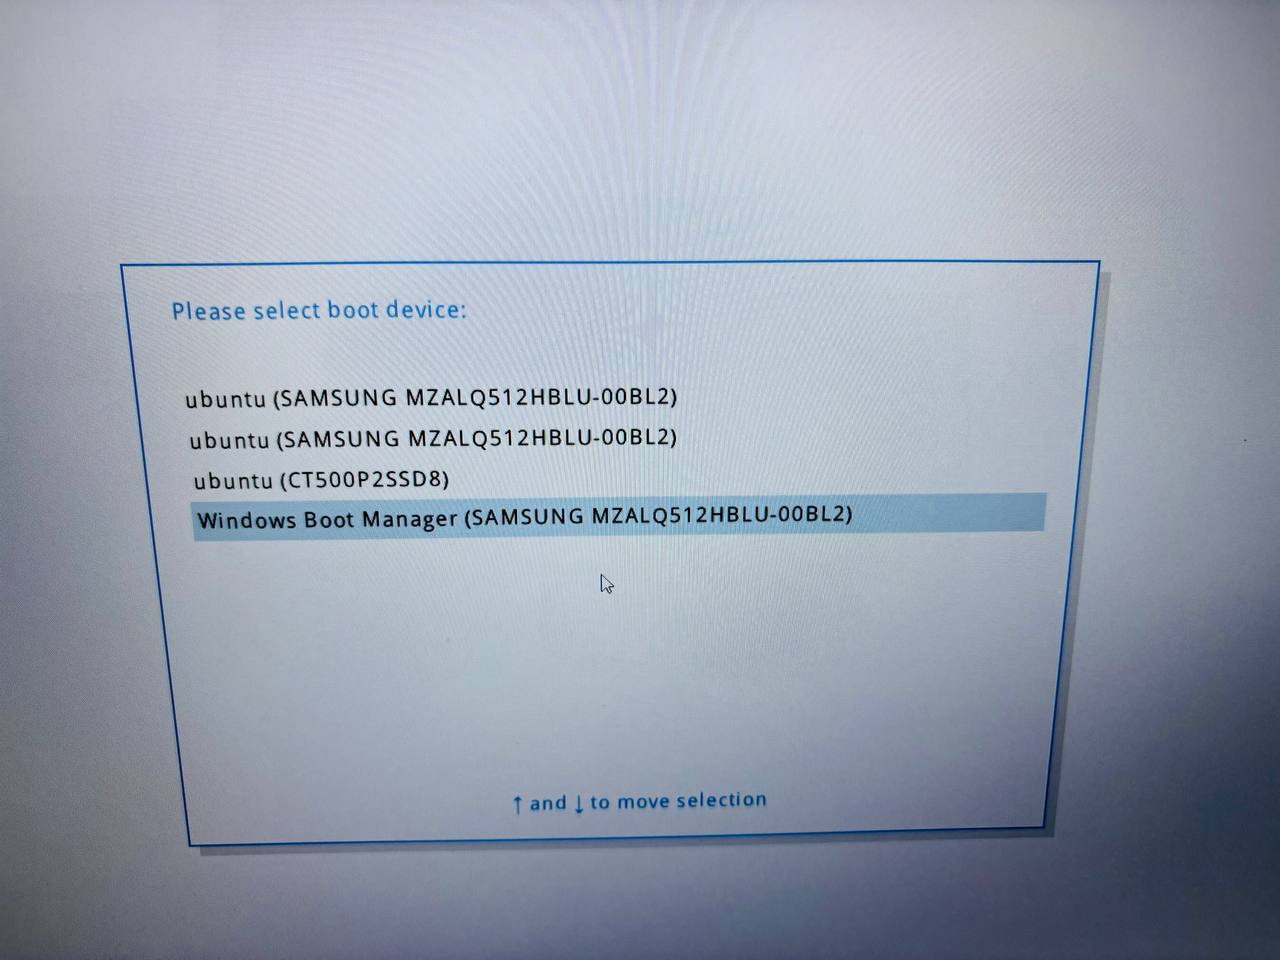 Please select boot device:
ubuntu (SAMSUNG MZALQ512HBLU-00BL2)
ubuntu (SAMSUNG MZALQ512HBLU-00BL2)
ubuntu (CT500P2SSD8)
Windows Boot Manager (SAMSUNG MZALQ512HBLU-00BL2)
↑ and ↓ to move selection